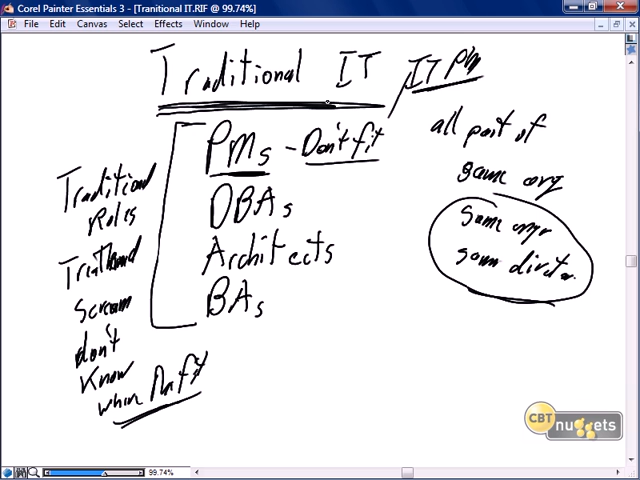 Corel Painter Essentials 3 - [Tranitional IT.RIF @ 99.74%]
File Edit Canvas Select Effects Movie Window Help
Traditional IT / IT PM
PMs - Don't fit
DBAs
Architects
BAs
Traditional
Roles
scream
don't
know
where
all part of
same org
same
same
99.74%
CBT
nuggets